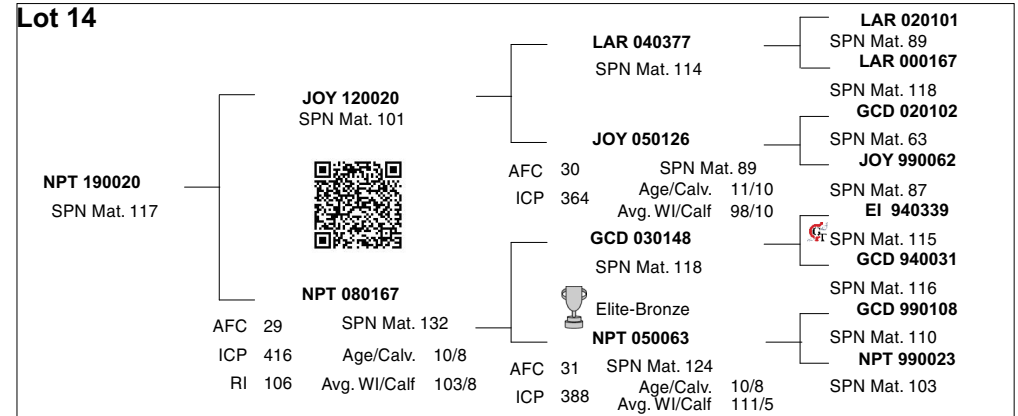 Lot 14
LAR 020101
SPN Mat. 89
LAR 040377
SPN Mat. 114
LAR 000167
SPN Mat. 118
JOY 120020
SPN Mat. 101
GCD 020102
SPN Mat. 63
JOY 050126
AFC 30 SPN Mat. 89
ICP 364 Age/Calv. 11/10
Avg. WI/Calf 98/10
JOY 990062
SPN Mat. 87
NPT 190020
SPN Mat. 117
EI 940339
SPN Mat. 115
GCD 030148
SPN Mat. 118
GCD 940031
SPN Mat. 116
NPT 080167
AFC 29 SPN Mat. 132
ICP 416 Age/Calv. 10/8
RI 106 Avg. WI/Calf 103/8
Elite-Bronze
GCD 990108
SPN Mat. 110
NPT 050063
AFC 31 SPN Mat. 124
ICP 388 Age/Calv. 10/8
Avg. WI/Calf 111/5
NPT 990023
SPN Mat. 103